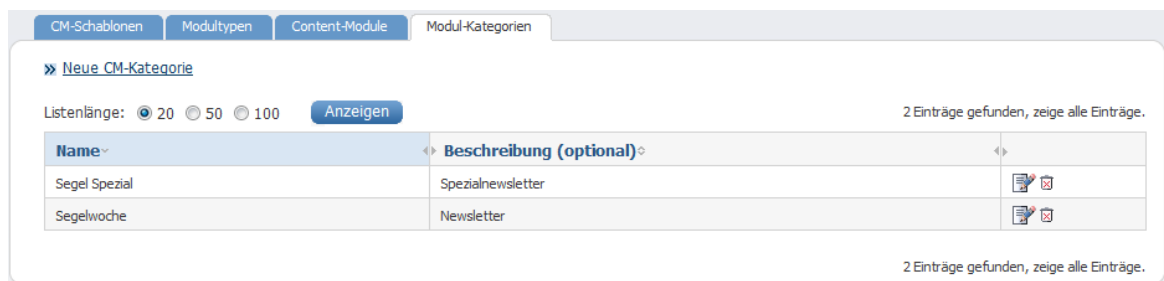 CM-Schablonen Modultypen Content-Module Modul-Kategorien
Neue CM-Kategorie
Listenlänge: 20 50 100 Anzeigen 2 Einträge gefunden, zeige alle Einträge.
Name Beschreibung (optional)
Segel Spezial Spezialnewsletter
Segelwoche Newsletter
2 Einträge gefunden, zeige alle Einträge.